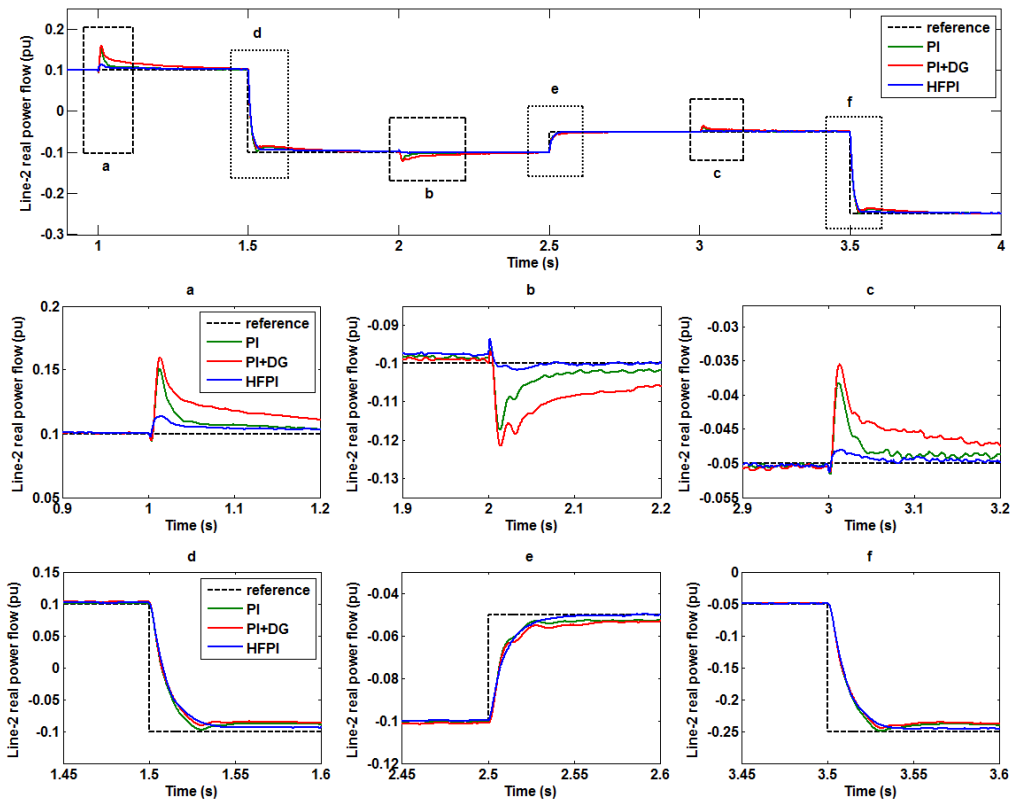 Line-2 real power flow (pu)
0.2
0.1
0
-0.1
-0.2
-0.3
1
1.5
2
2.5
3
3.5
4
Time (s)
a
d
b
e
c
f
reference
PI
PI+DG
HFPI
a
Line-2 real power flow (pu)
0.2
0.15
0.1
0.05
0.9
1
1.1
1.2
Time (s)
reference
PI
PI+DG
HFPI
b
Line-2 real power flow (pu)
-0.09
-0.1
-0.11
-0.12
-0.13
1.9
2
2.1
2.2
Time (s)
c
Line-2 real power flow (pu)
-0.03
-0.035
-0.04
-0.045
-0.050
-0.055
2.9
3
3.1
3.2
Time (s)
d
Line-2 real power flow (pu)
0.15
0.1
0.05
0
-0.05
-0.1
1.45
1.5
1.55
1.6
Time (s)
reference
PI
PI+DG
HFPI
e
Line-2 real power flow (pu)
-0.04
-0.06
-0.08
-0.1
-0.12
2.45
2.5
2.55
2.6
Time (s)
f
Line-2 real power flow (pu)
0
-0.05
-0.1
-0.15
-0.2
-0.25
3.45
3.5
3.55
3.6
Time (s)